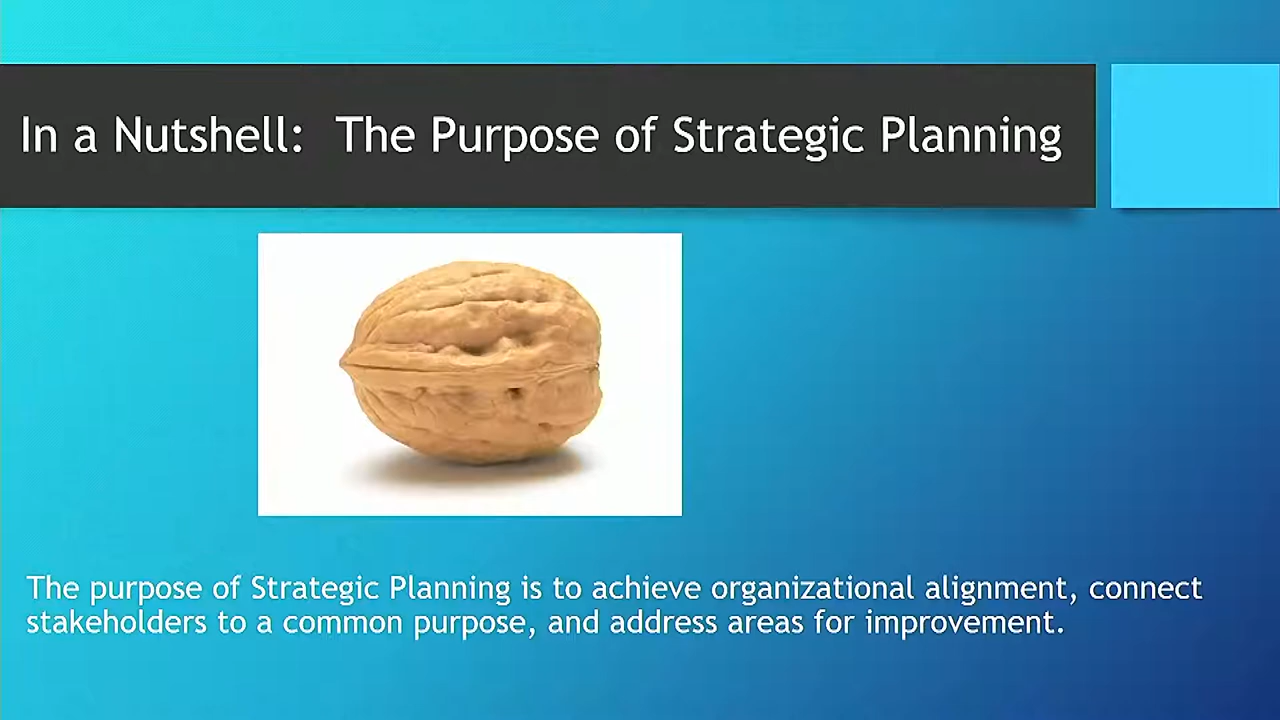 In a Nutshell:  The Purpose of Strategic Planning
The purpose of Strategic Planning is to achieve organizational alignment, connect
stakeholders to a common purpose, and address areas for improvement.